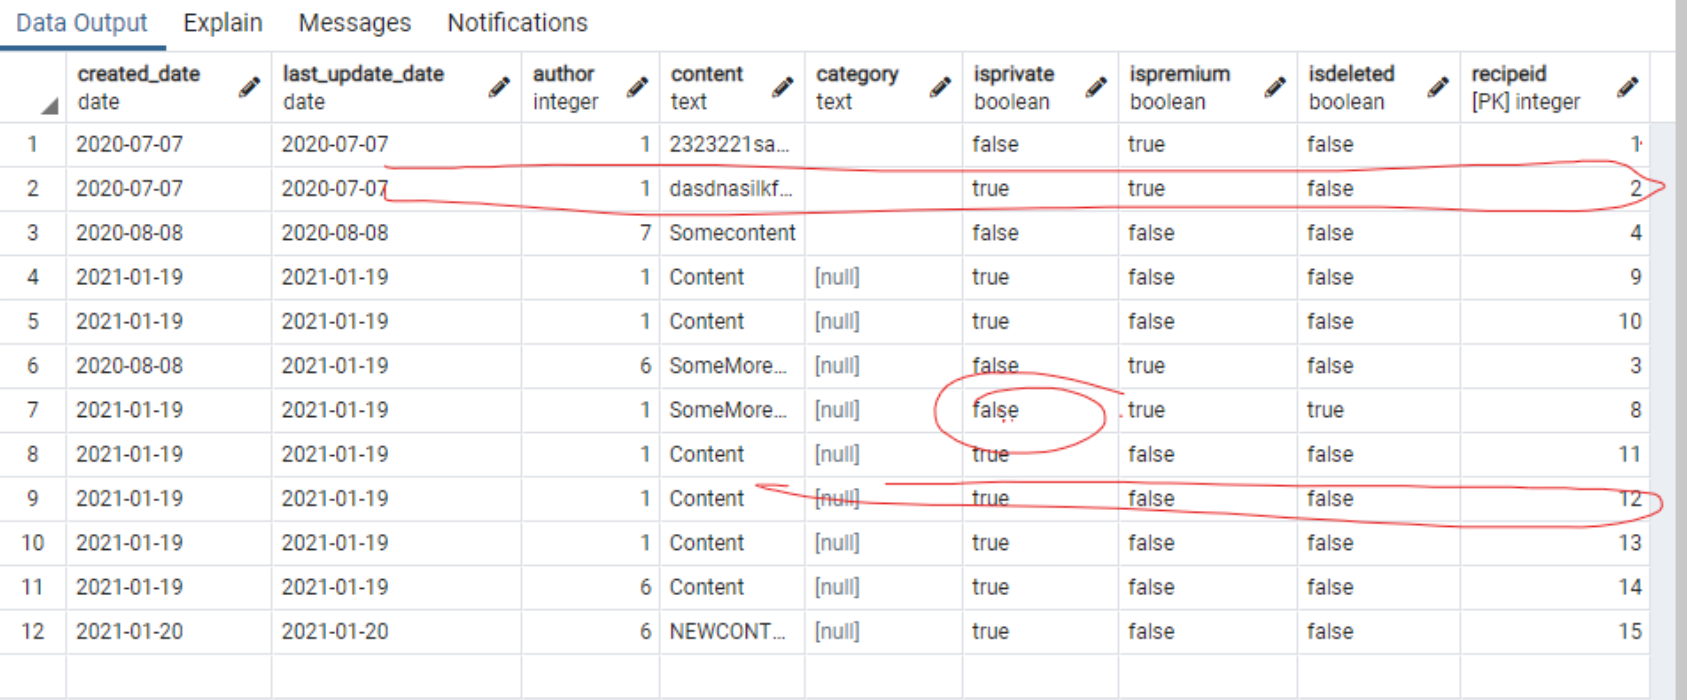 Data Output Explain Messages Notifications
created_date last_update_date author content category isprivate ispremium isdeleted recipeid
date date integer text text boolean boolean boolean [PK] integer
1 2020-07-07 2020-07-07 1 2323221sa... false true false 1
2 2020-07-07 2020-07-07 1 dasdnasilkf... true true false 2
3 2020-08-08 2020-08-08 7 Somecontent false false false 4
4 2021-01-19 2021-01-19 1 Content [null] true false false 9
5 2021-01-19 2021-01-19 1 Content [null] true false false 10
6 2020-08-08 2021-01-19 6 SomeMore... [null] false true false 3
7 2021-01-19 2021-01-19 1 SomeMore... [null] false true true 8
8 2021-01-19 2021-01-19 1 Content [null] true false false 11
9 2021-01-19 2021-01-19 1 Content [null] true false false 12
10 2021-01-19 2021-01-19 1 Content [null] true false false 13
11 2021-01-19 2021-01-19 6 Content [null] true false false 14
12 2021-01-20 2021-01-20 6 NEWCONT... [null] true false false 15